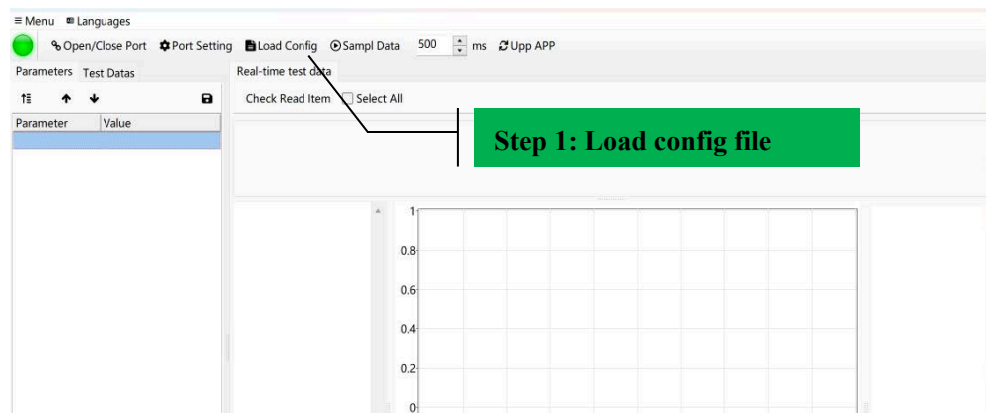 Menu Languages
Open/Close Port Port Setting Load Config Sampl Data 500 ms Upp APP
Parameters Test Datas Real-time test data
Check Read Item Select All
Parameter Value
Step 1: Load config file
1
0.8
0.6
0.4
0.2
0